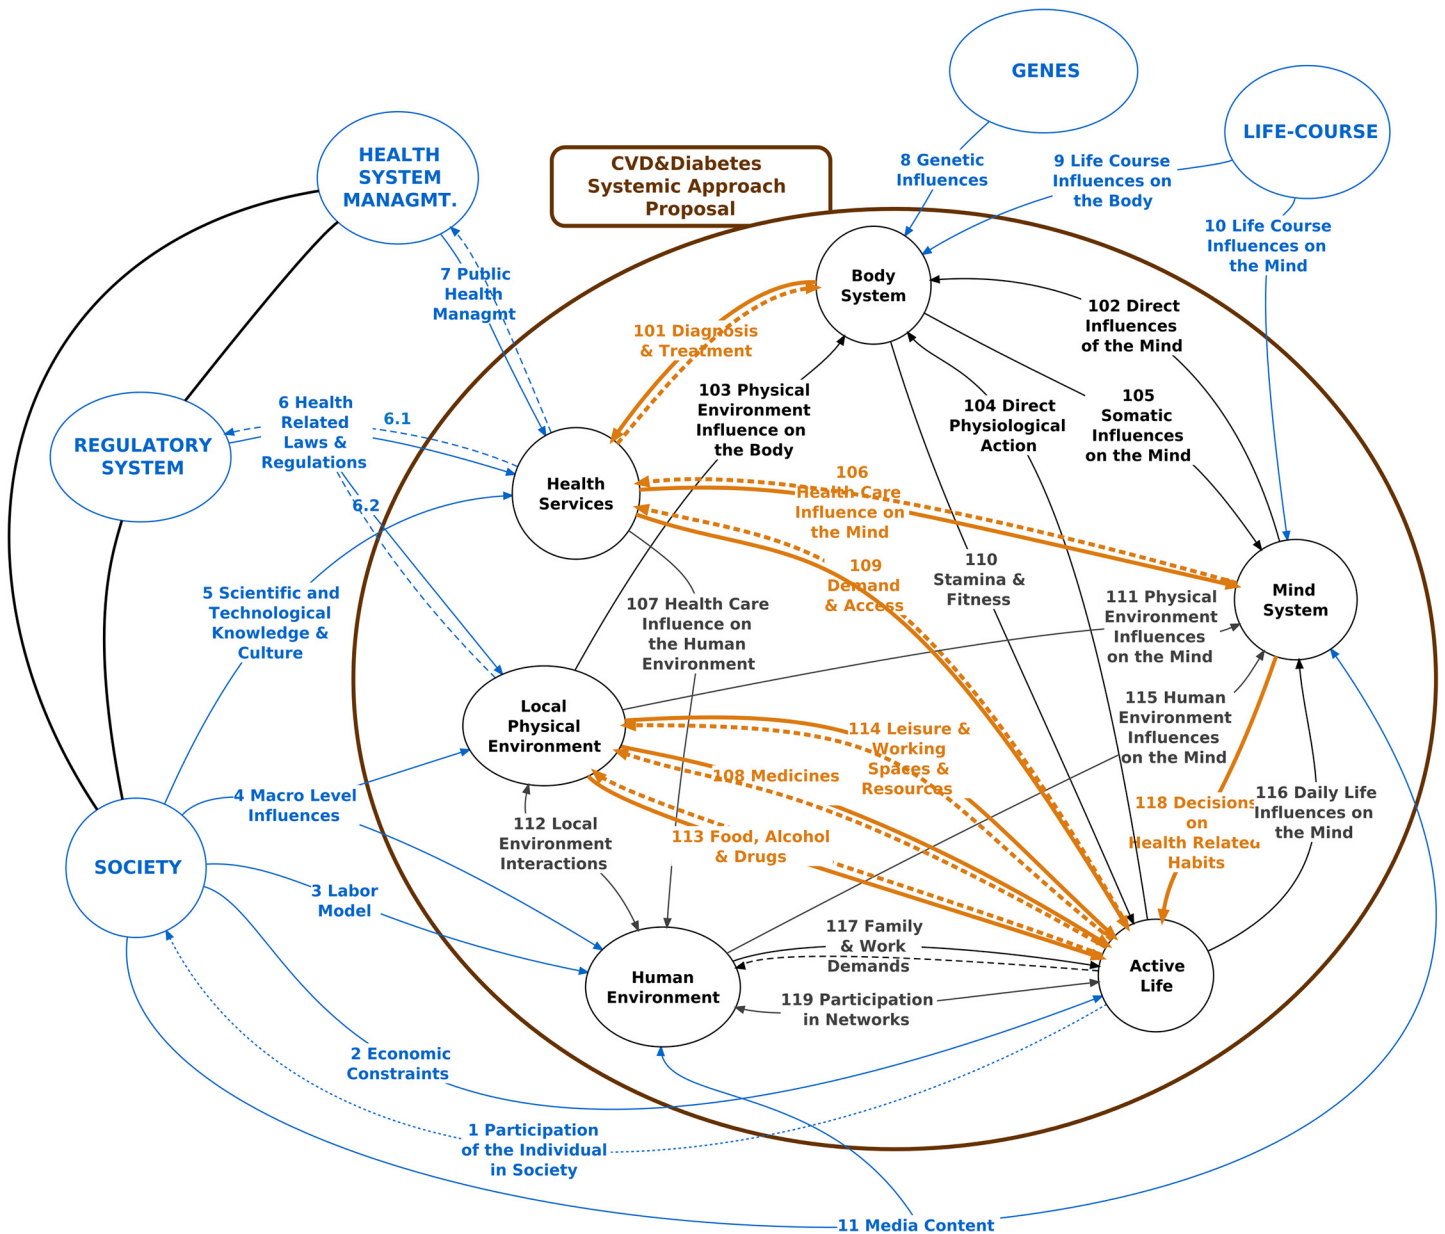 GENES
LIFE-COURSE
HEALTH
SYSTEM
MANAGMT.
CVD&Diabetes
Systemic Approach
Proposal
8 Genetic
Influences
9 Life Course
Influences on
the Body
10 Life Course
Influences on
the Mind
7 Public
Health
Managmt
Body
System
101 Diagnosis
& Treatment
102 Direct
Influences
of the Mind
103 Physical
Environment
Influence on
the Body
104 Direct
Physiological
Action
105
Somatic
Influences
on the Mind
6 Health
Related
Laws &
Regulations
6.1
6.2
REGULATORY
SYSTEM
Health
Services
106
Health Care
Influence on
the Mind
109
Demand
& Access
110
Stamina &
Fitness
111 Physical
Environment
Influences
on the Mind
Mind
System
5 Scientific and
Technological
Knowledge &
Culture
107 Health Care
Influence on
the Human
Environment
Local
Physical
Environment
114 Leisure &
Working
Spaces &
Resources
108 Medicines
115 Human
Environment
Influences
on the Mind
4 Macro Level
Influences
112 Local
Environment
Interactions
113 Food, Alcohol
& Drugs
118 Decisions
on
Health Related
Habits
116 Daily Life
Influences on
the Mind
SOCIETY
3 Labor
Model
117 Family
& Work
Demands
Human
Environment
119 Participation
in Networks
Active
Life
2 Economic
Constraints
1 Participation
of the Individual
in Society
11 Media Content